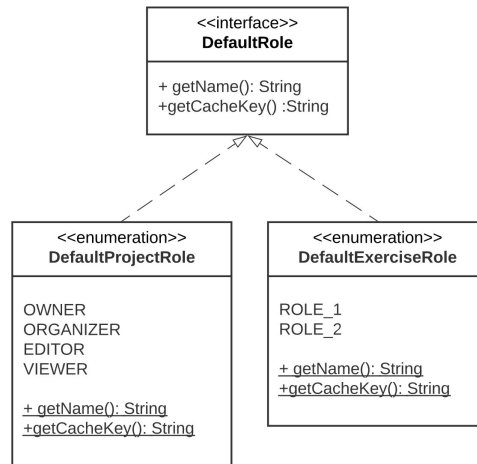 <<interface>>
DefaultRole
+ getName(): String
+getCacheKey() :String
<<enumeration>>
DefaultProjectRole
OWNER
ORGANIZER
EDITOR
VIEWER
+ getName(): String
+getCacheKey(): String
<<enumeration>>
DefaultExerciseRole
ROLE_1
ROLE_2
+ getName(): String
+getCacheKey(): String